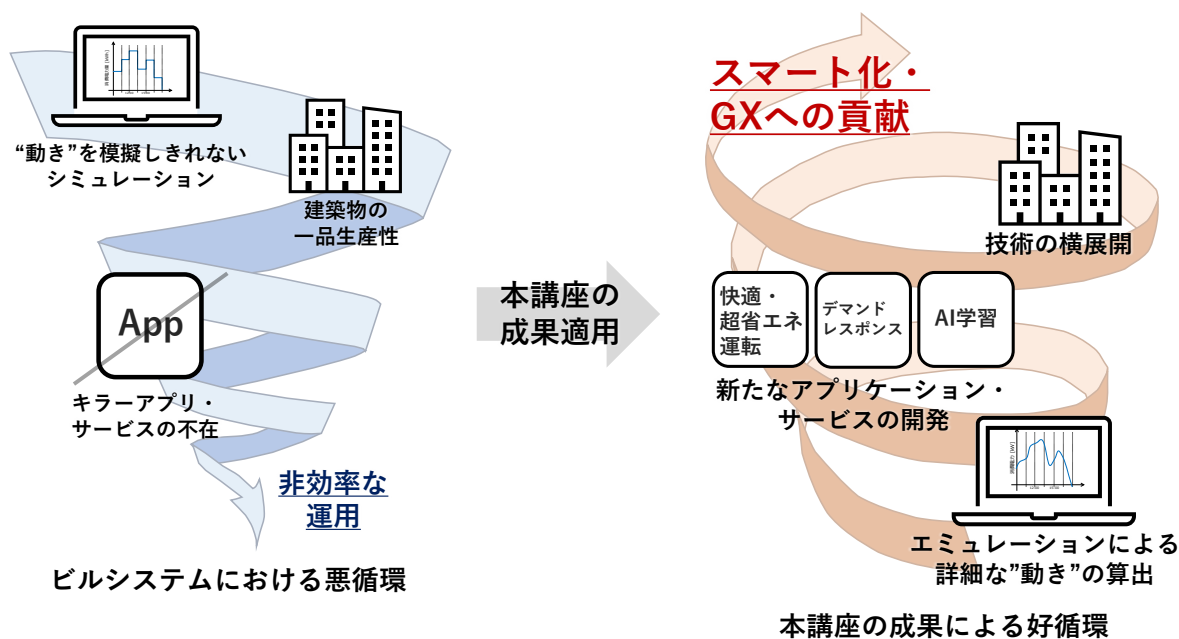 “動き”を模擬しきれない
シミュレーション
建築物の
一品生産性
App
キラーアプリ・
サービスの不在
非効率な
運用
ビルシステムにおける悪循環
本講座の
成果適用
スマート化・
GXへの貢献
技術の横展開
快適・
超省エネ
運転
デマンド
レスポンス
AI学習
新たなアプリケーション・
サービスの開発
エミュレーションによる
詳細な”動き”の算出
本講座の成果による好循環